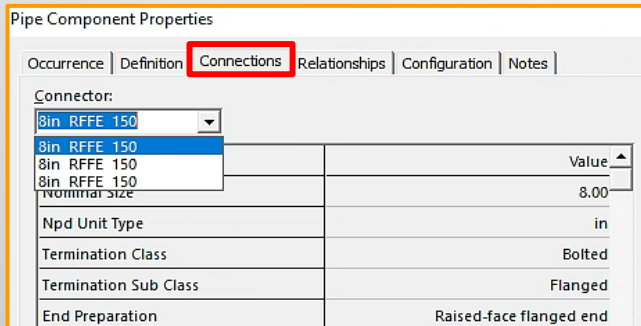 Pipe Component Properties
Occurrence Definition Connections Relationships Configuration Notes
Connector:
8in RFFE 150
8in RFFE 150
8in RFFE 150
8in RFFE 150
Value
Nominal Size 8.00
Npd Unit Type in
Termination Class Bolted
Termination Sub Class Flanged
End Preparation Raised-face flanged end